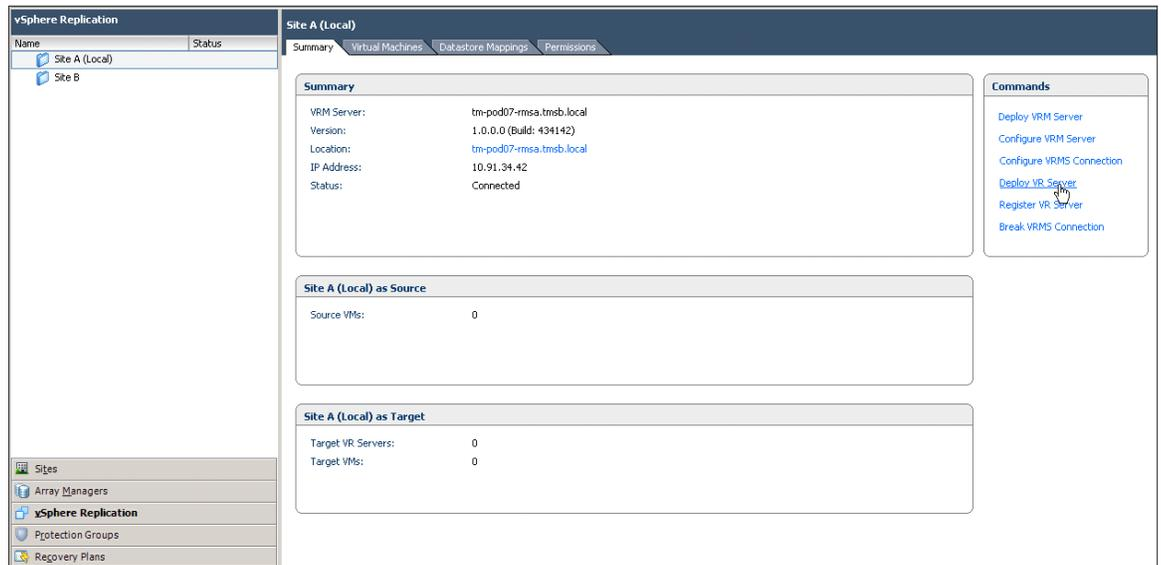 vSphere Replication
Name Status
Site A (Local)
Site B
Site A (Local)
Summary Virtual Machines Datastore Mappings Permissions
Summary
VRM Server: tm-pod07-rmsa.tmsb.local
Version: 1.0.0.0 (Build: 434142)
Location: tm-pod07-rmsa.tmsb.local
IP Address: 10.91.34.42
Status: Connected
Commands
Deploy VRM Server
Configure VRM Server
Configure VRMS Connection
Deploy VR Server
Register VR Server
Break VRMS Connection
Site A (Local) as Source
Source VMs: 0
Site A (Local) as Target
Target VR Servers: 0
Target VMs: 0
Sites
Array Managers
vSphere Replication
Protection Groups
Recovery Plans